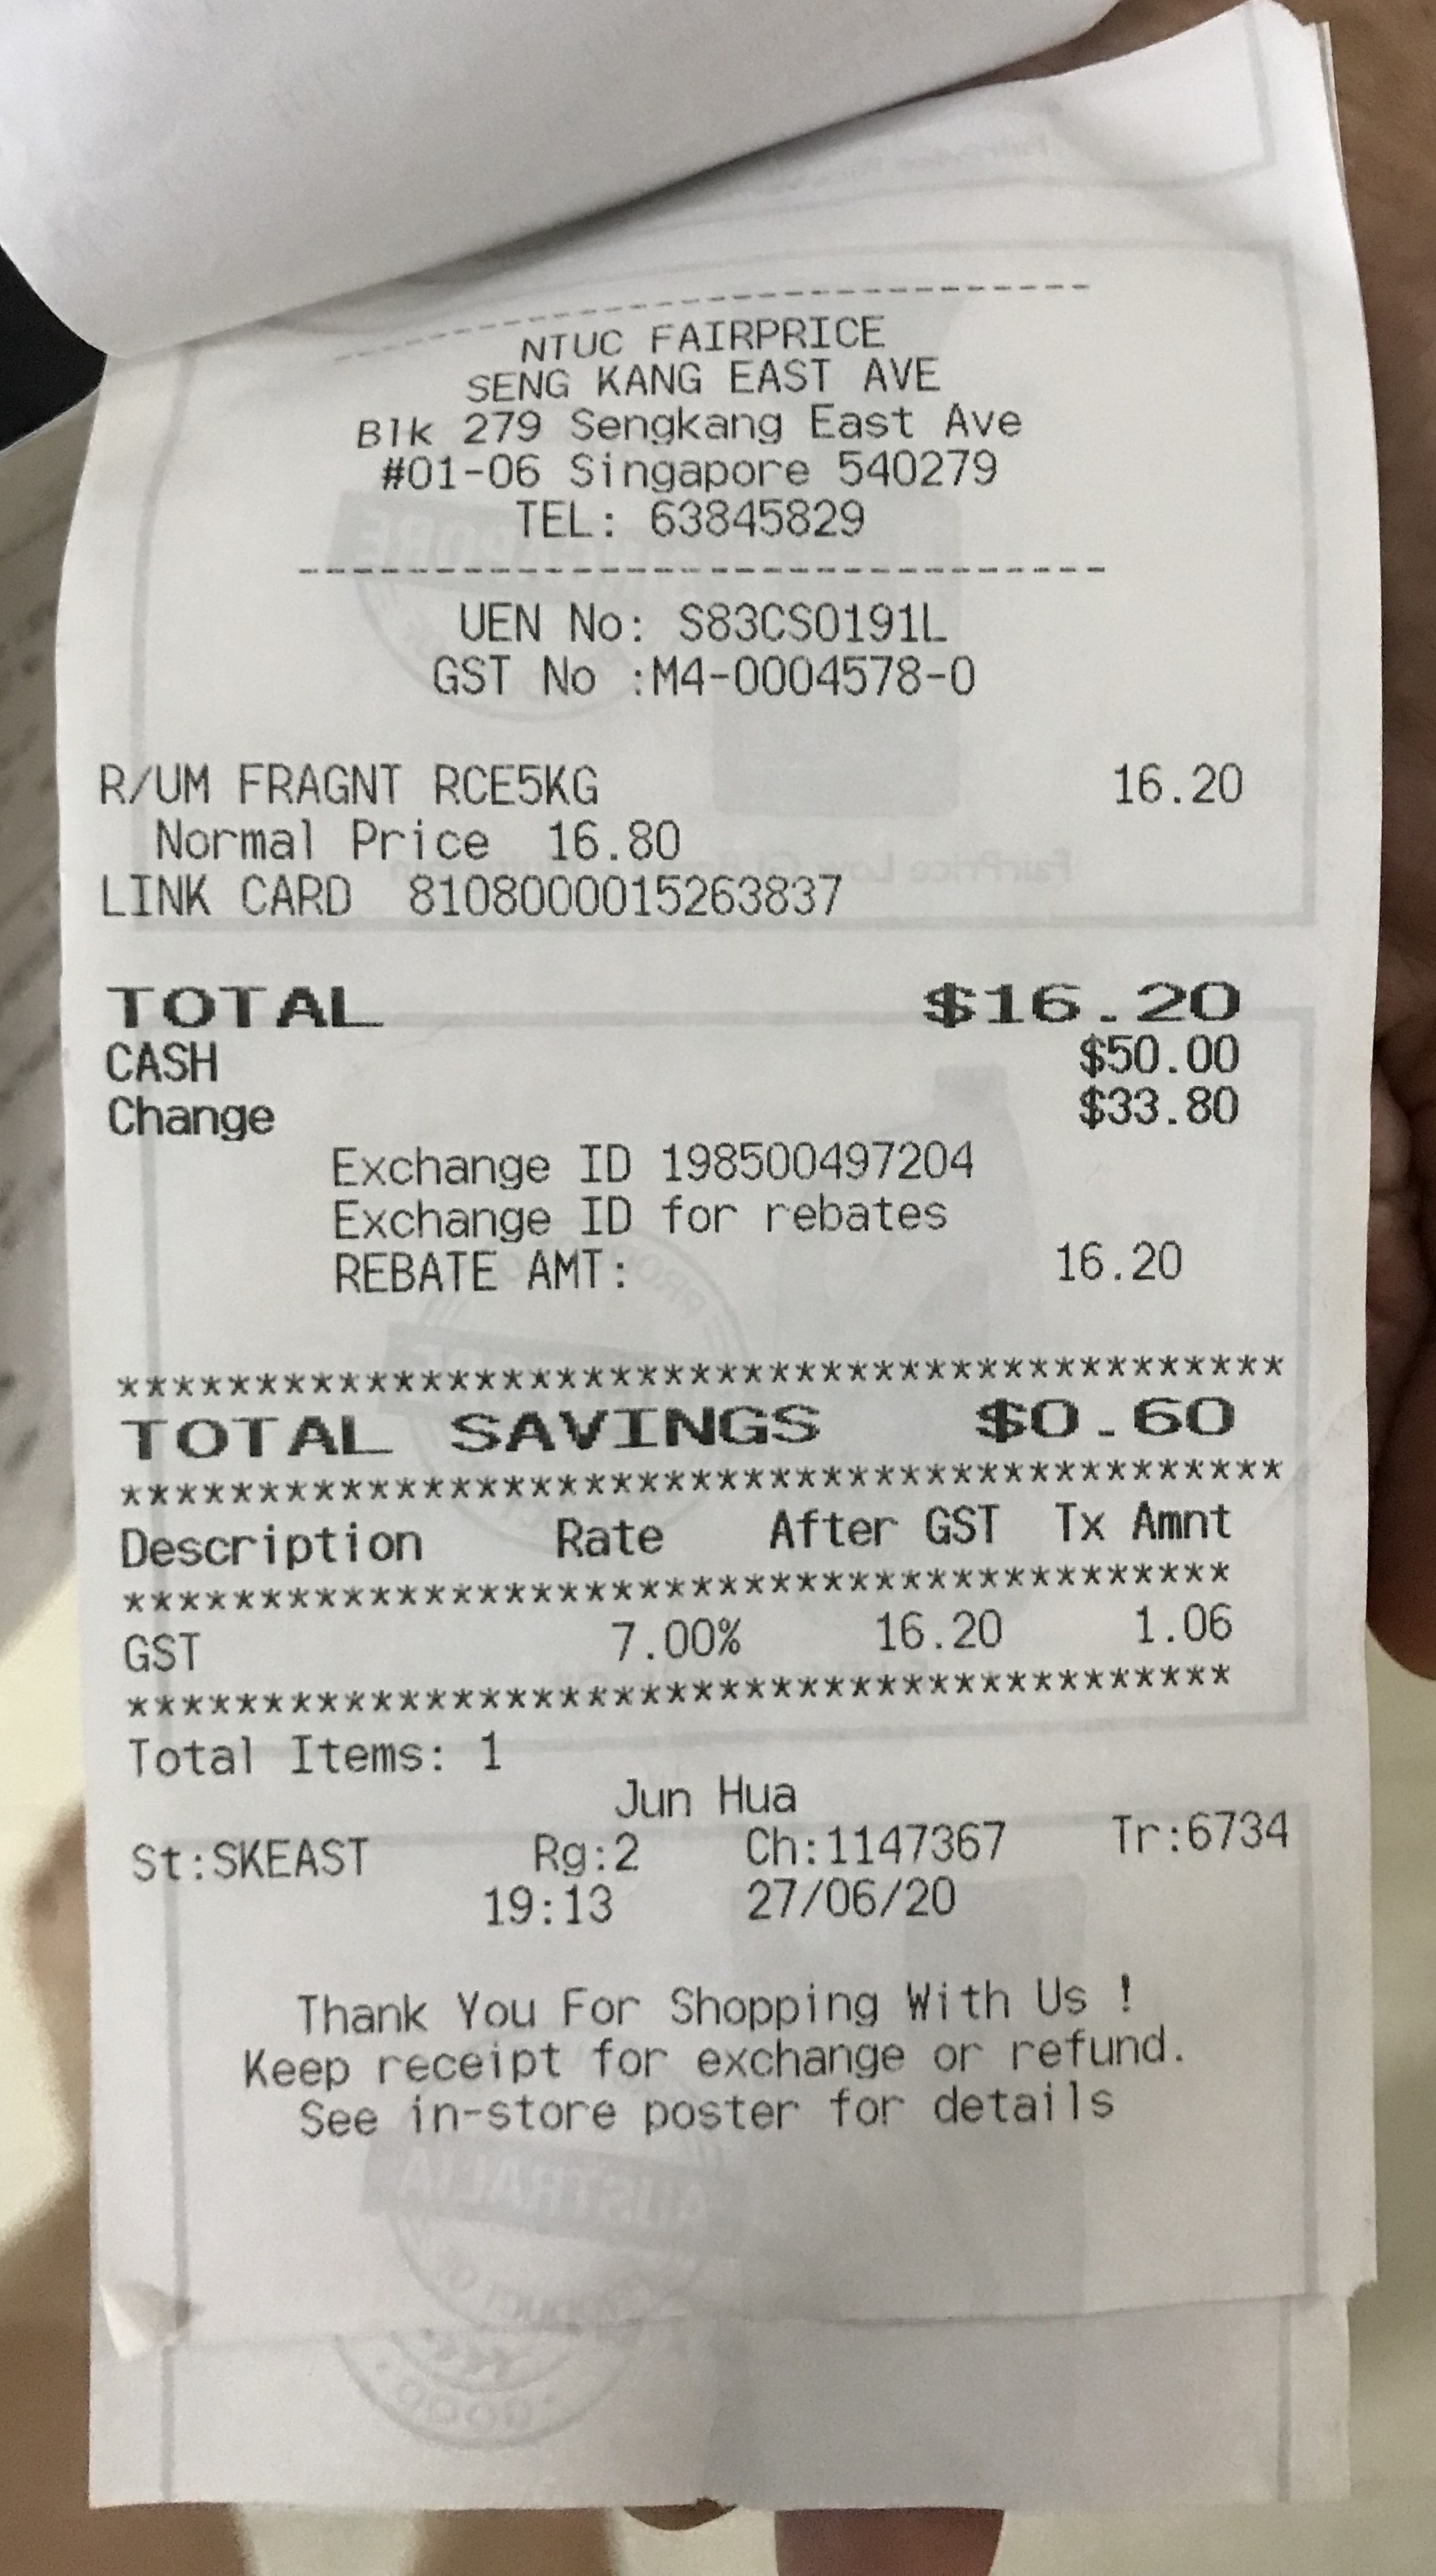 NTUC FAIRPRICE
SENG KANG EAST AVE
Blk 279 Sengkang East Ave
#01-06 Singapore 540279
TEL: 63845829
--------------------------------
UEN No: S83CS0191L
GST No :M4-0004578-0
R/UM FRAGNT RCE5KG 16.20
Normal Price 16.80
LINK CARD 8108000015263837
TOTAL $16.20
CASH $50.00
Change $33.80
Exchange ID 198500497204
Exchange ID for rebates
REBATE AMT: 16.20
*******************************************
TOTAL SAVINGS $0.60
*******************************************
Description Rate After GST Tx Amnt
*****************************************
GST 7.00% 16.20 1.06
*****************************************
Total Items: 1
Jun Hua
St:SKEAST Rg:2 Ch:1147367 Tr:6734
19:13 27/06/20
Thank You For Shopping With Us !
Keep receipt for exchange or refund.
See in-store poster for details